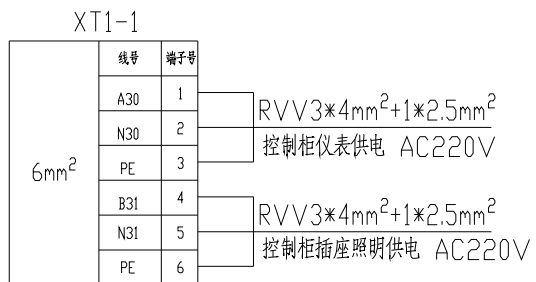 XT1-1
线号 端子号
A30 1
RVV3*4mm²+1*2.5mm²
N30 2
控制柜仪表供电 AC220V
PE 3
6mm²
B31 4
RVV3*4mm²+1*2.5mm²
N31 5
控制柜插座照明供电 AC220V
PE 6